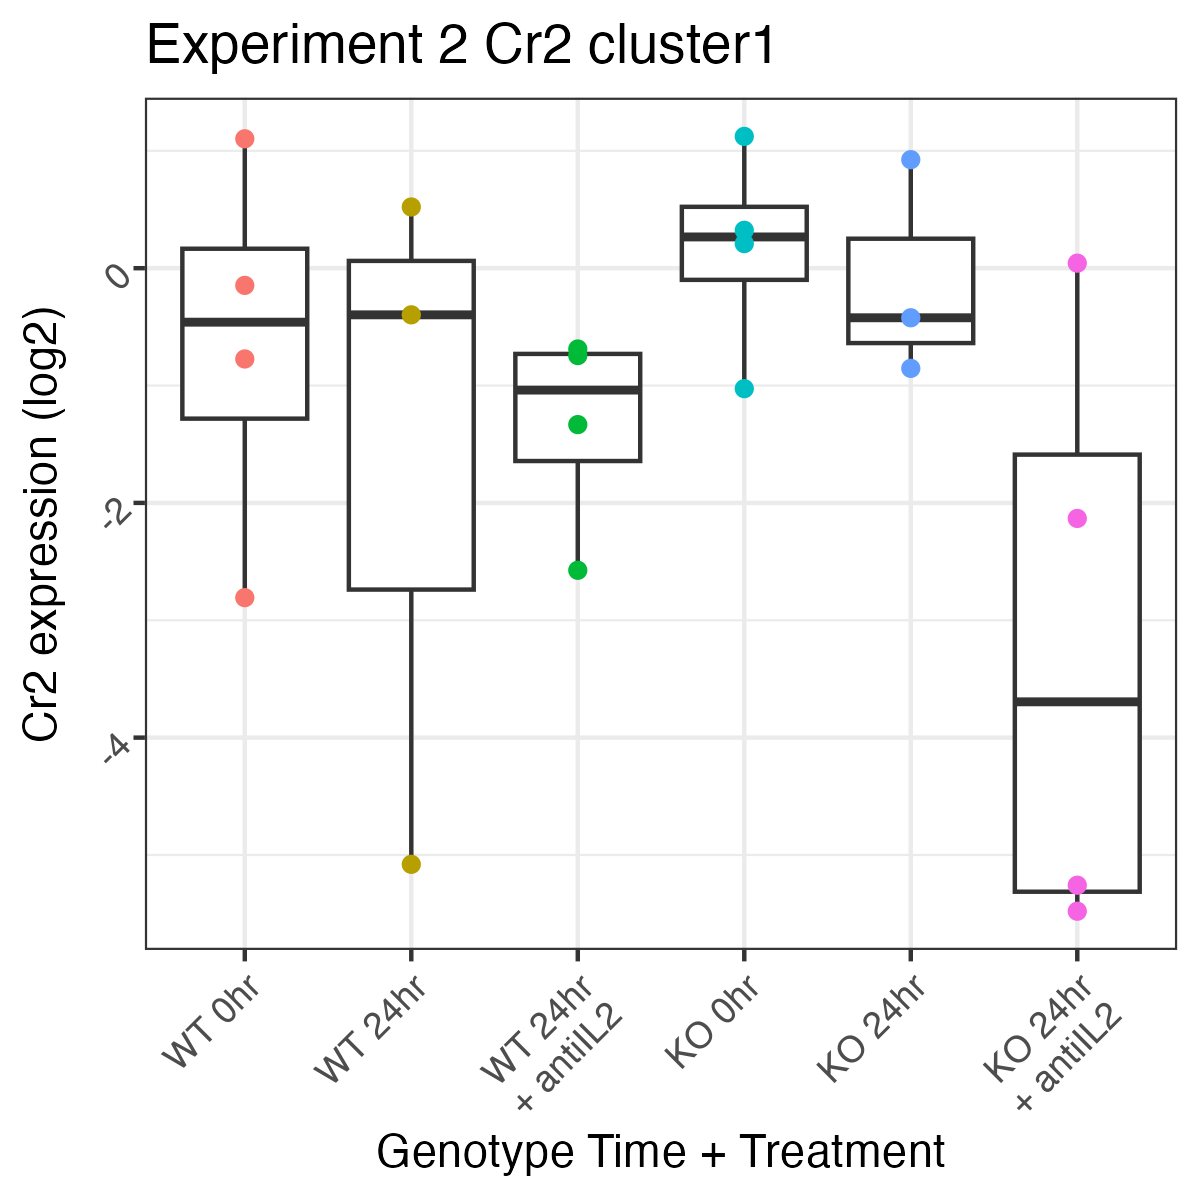 Experiment 2 Cr2 cluster1
Cr2 expression (log2)
0
-2
-4
WT 0hr
WT 24hr
WT 24hr
+ antiIL2
KO 0hr
KO 24hr
KO 24hr
+ antiIL2
Genotype Time + Treatment